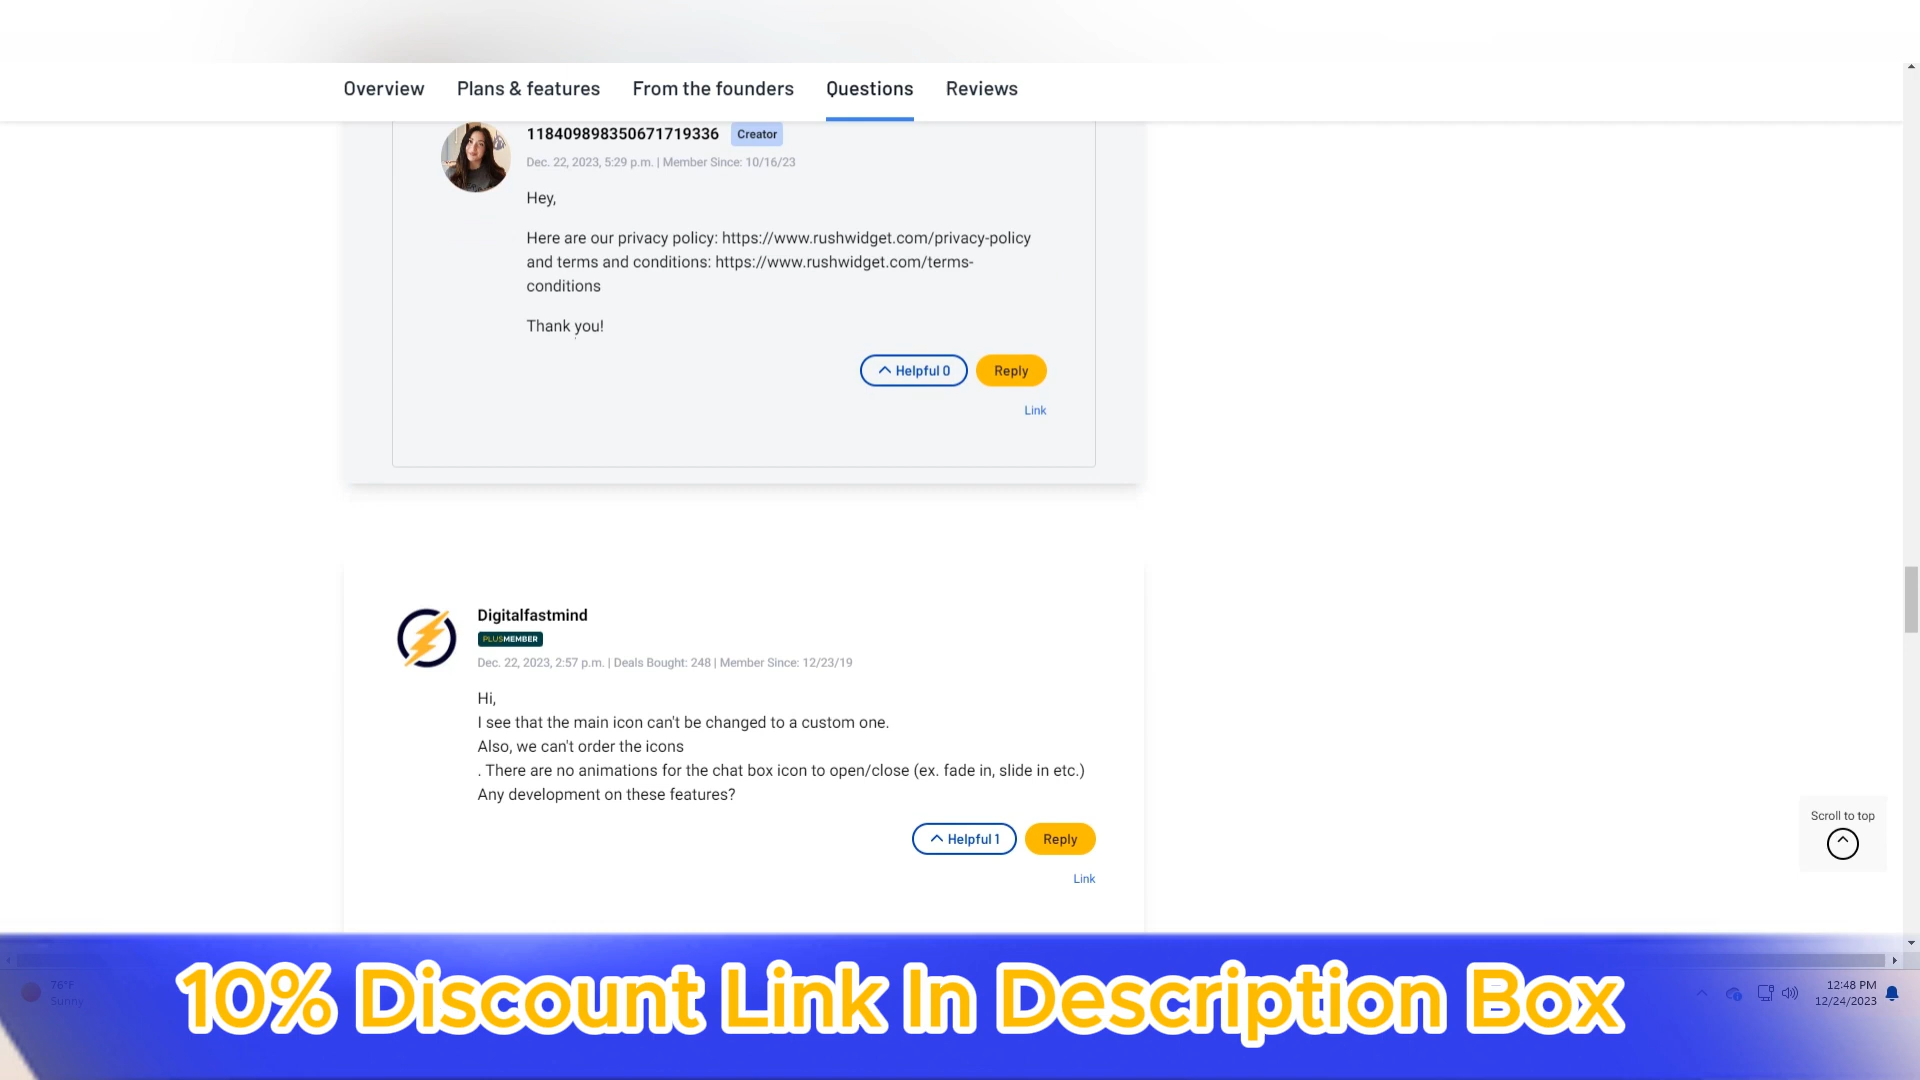 Overview Plans & features From the founders Questions Reviews
118409898350671719336 Creator
Dec. 22, 2023, 5:29 p.m. | Member Since: 10/16/23
Hey,
Here are our privacy policy: https://www.rushwidget.com/privacy-policy
and terms and conditions: https://www.rushwidget.com/terms-
conditions
Thank you!
Helpful 0 Reply
Link
Digitalfastmind
PLUSMEMBER
Dec. 22, 2023, 2:57 p.m. | Deals Bought: 248 | Member Since: 12/23/19
Hi,
I see that the main icon can't be changed to a custom one.
Also, we can't order the icons
. There are no animations for the chat box icon to open/close (ex. fade in, slide in etc.)
Any development on these features?
Helpful 1 Reply
Link
Scroll to top
76°F
Sunny
10% Discount Link In Description Box
12:48 PM
12/24/2023